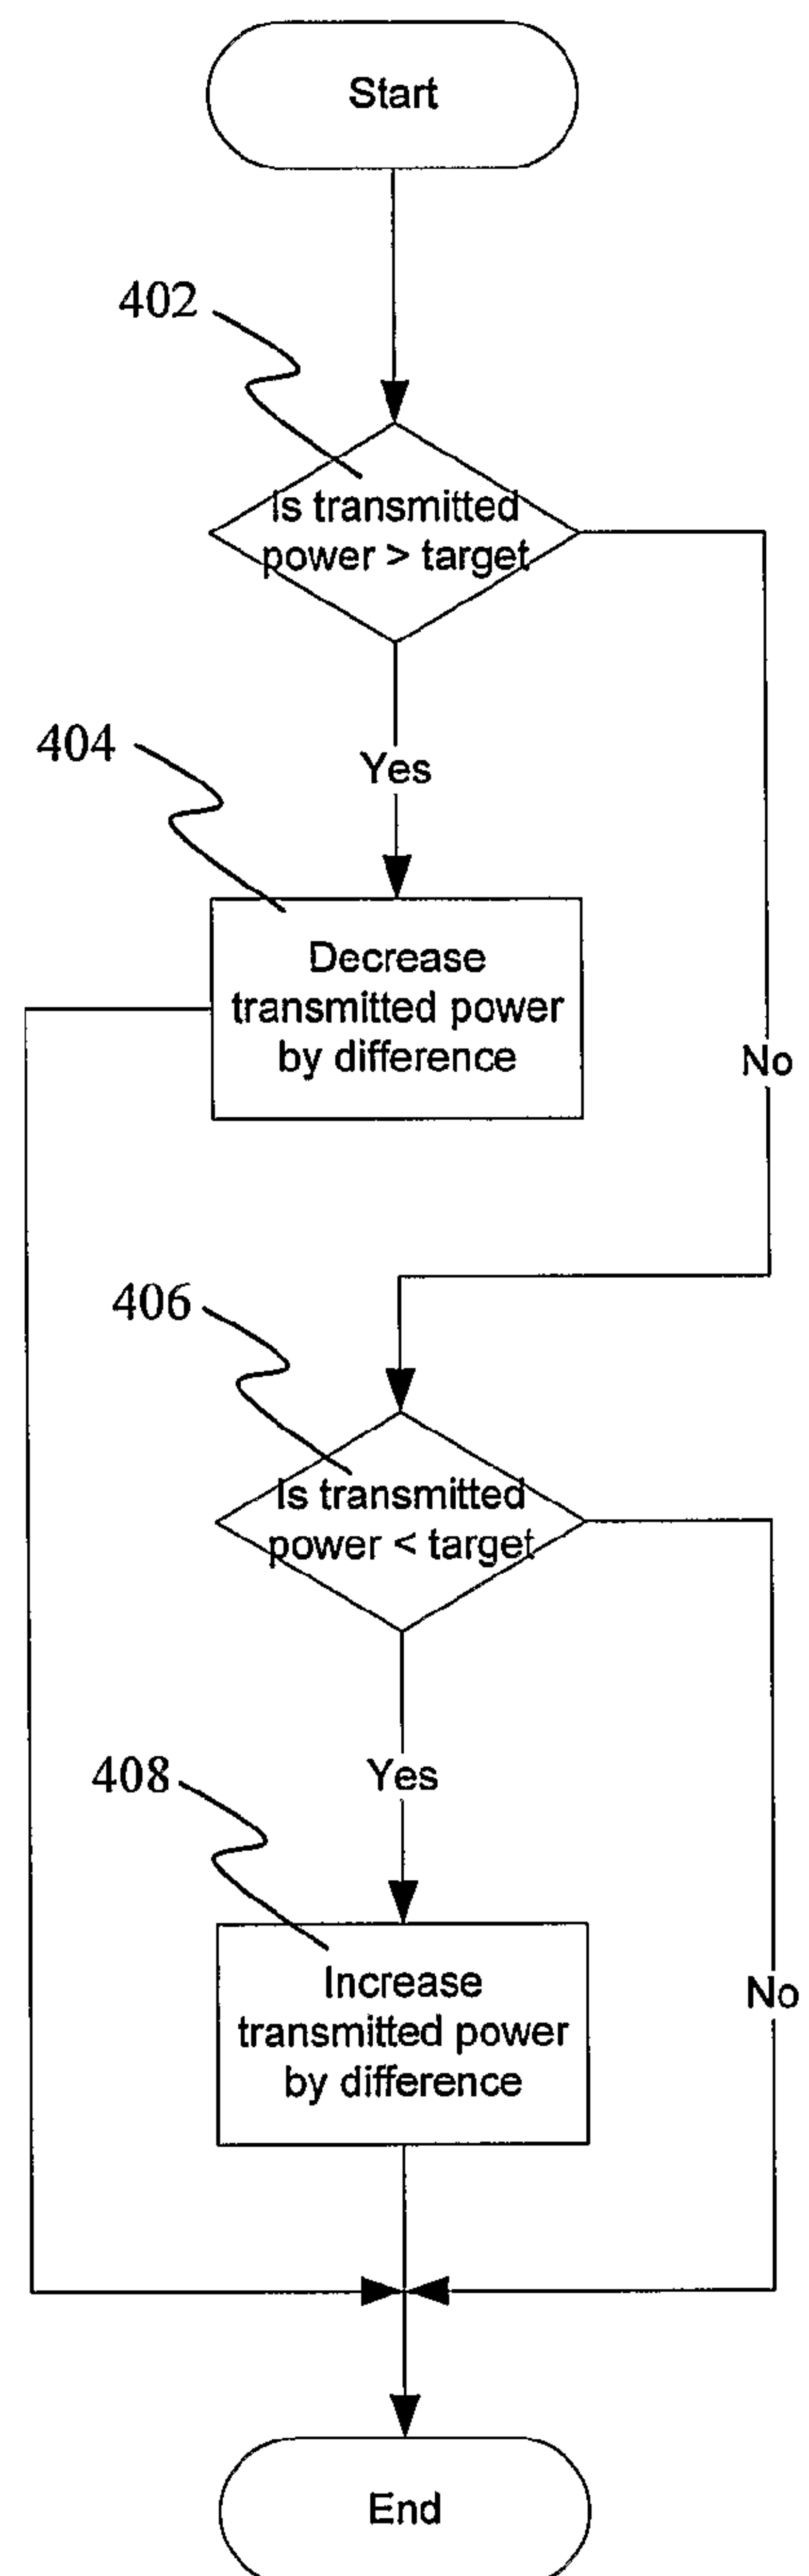 Start
402
Is transmitted
power > target
404
Yes
Decrease
transmitted power
by difference
No
406
Is transmitted
power < target
408
Yes
Increase
transmitted power
by difference
No
End